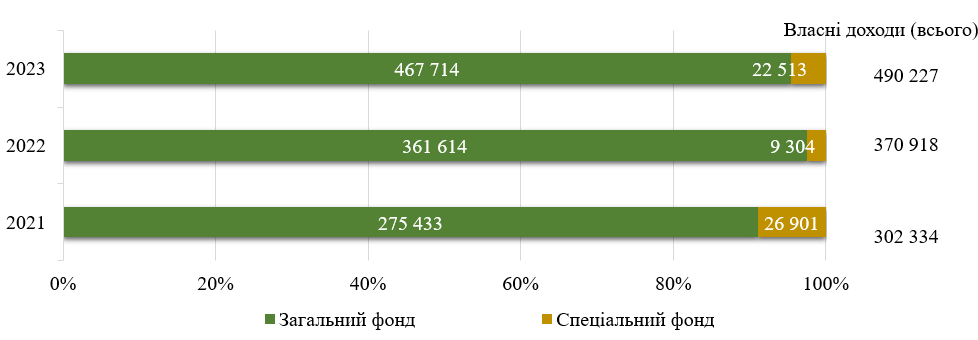 Власні доходи (всього)
2023 467 714 22 513 490 227
2022 361 614 9 304 370 918
2021 275 433 26 901 302 334
0% 20% 40% 60% 80% 100%
Загальний фонд Спеціальний фонд